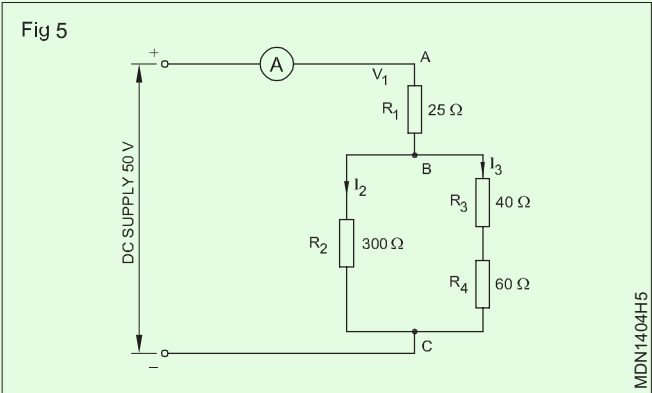 Fig 5
+
A
V₁
A
R₁
25 Ω
B
I₂
I₃
R₃
40 Ω
R₂
300 Ω
R₄
60 Ω
C
–
DC SUPPLY 50 V
MDN1404H5